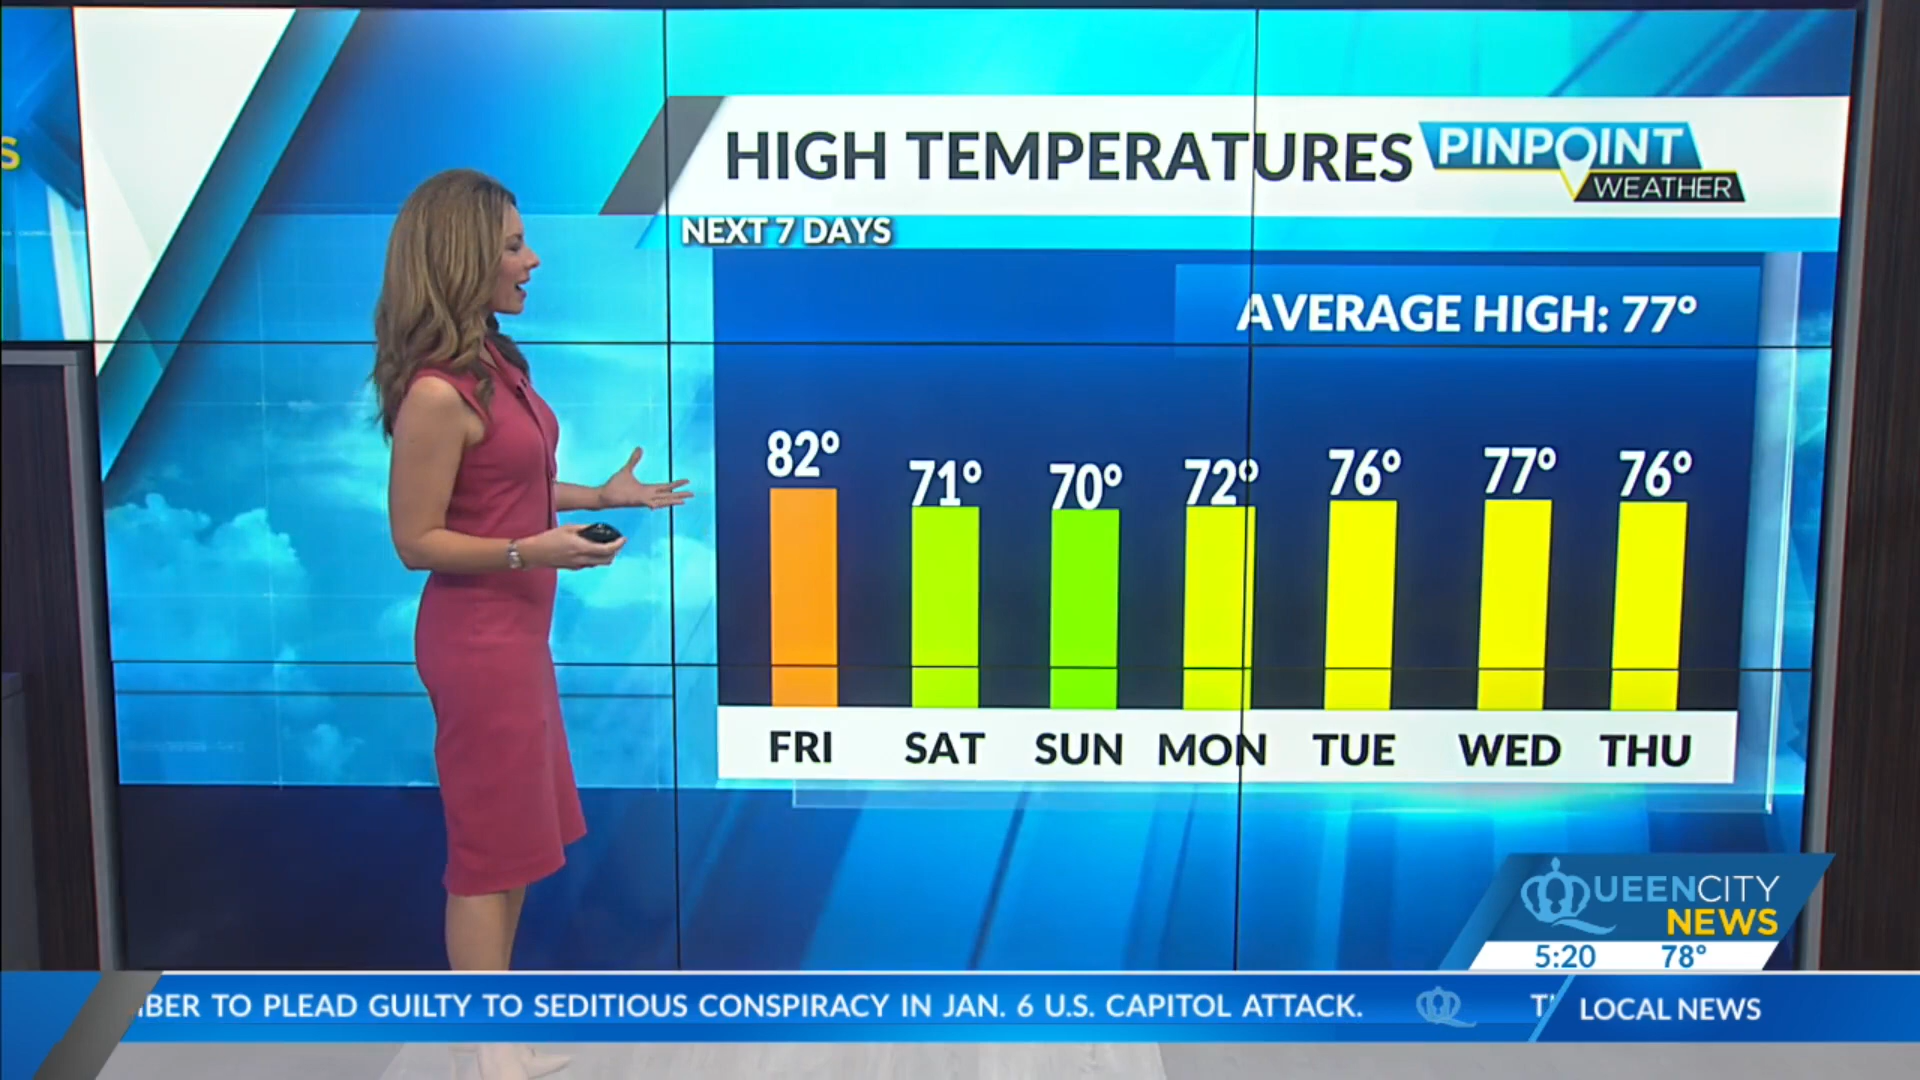 S
HIGH TEMPERATURES
PINPOINT
WEATHER
NEXT 7 DAYS
AVERAGE HIGH: 77°
82° 71° 70° 72° 76° 77° 76°
FRI SAT SUN MON TUE WED THU
QUEENCITY
NEWS
5:20 78°
TO PLEAD GUILTY TO SEDITIOUS CONSPIRACY IN JAN. 6 U.S. CAPITOL ATTACK.
LOCAL NEWS